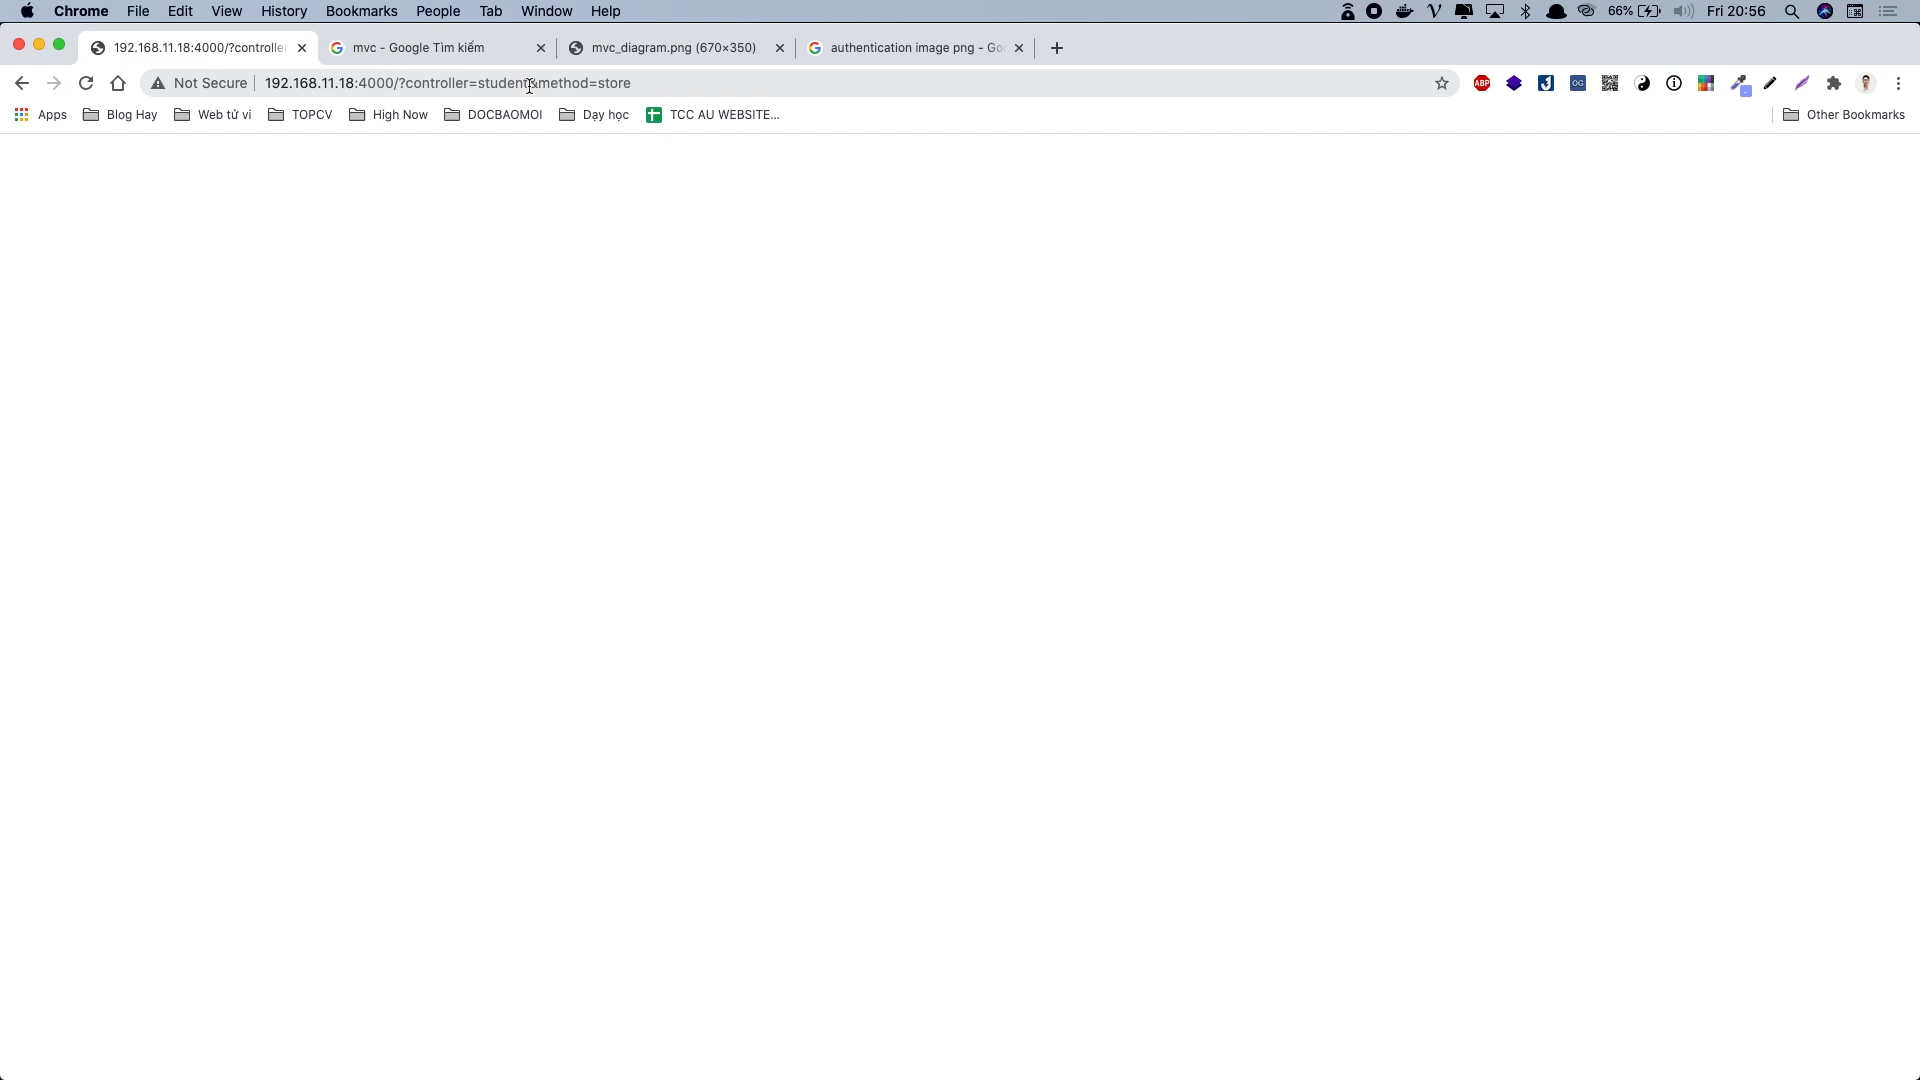 Chrome File Edit View History Bookmarks People Tab Window Help 66% Fri 20:56
192.168.11.18:4000/?controller mvc - Google Tìm kiếm mvc_diagram.png (670×350) authentication image png - Go
Not Secure 192.168.11.18:4000/?controller=student&method=store ABP OG
Apps Blog Hay Web tử vi TOPCV High Now DOCBAOMOI Dạy học TCC AU WEBSITE... Other Bookmarks